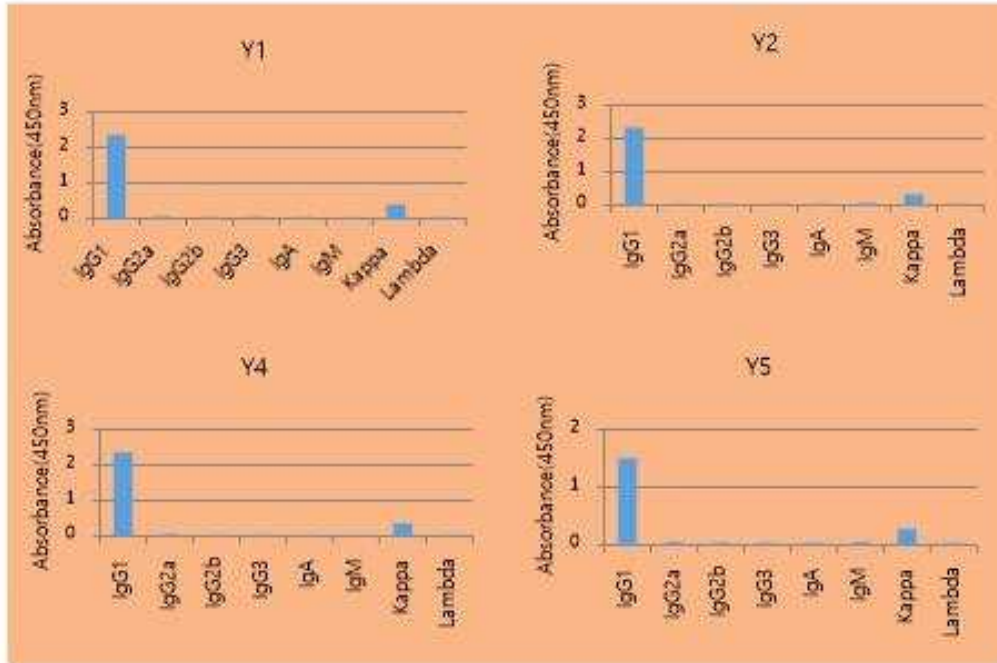 Y1
Absorbance(450nm)
3
2
1
0
IgG1
IgG2a
IgG2b
IgG3
IgA
IgM
Kappa
Lambda
Y2
Absorbance(450nm)
3
2
1
0
IgG1
IgG2a
IgG2b
IgG3
IgA
IgM
Kappa
Lambda
Y4
Absorbance(450nm)
3
2
1
0
IgG1
IgG2a
IgG2b
IgG3
IgA
IgM
Kappa
Lambda
Y5
Absorbance(450nm)
2
1
0
IgG1
IgG2a
IgG2b
IgG3
IgA
IgM
Kappa
Lambda